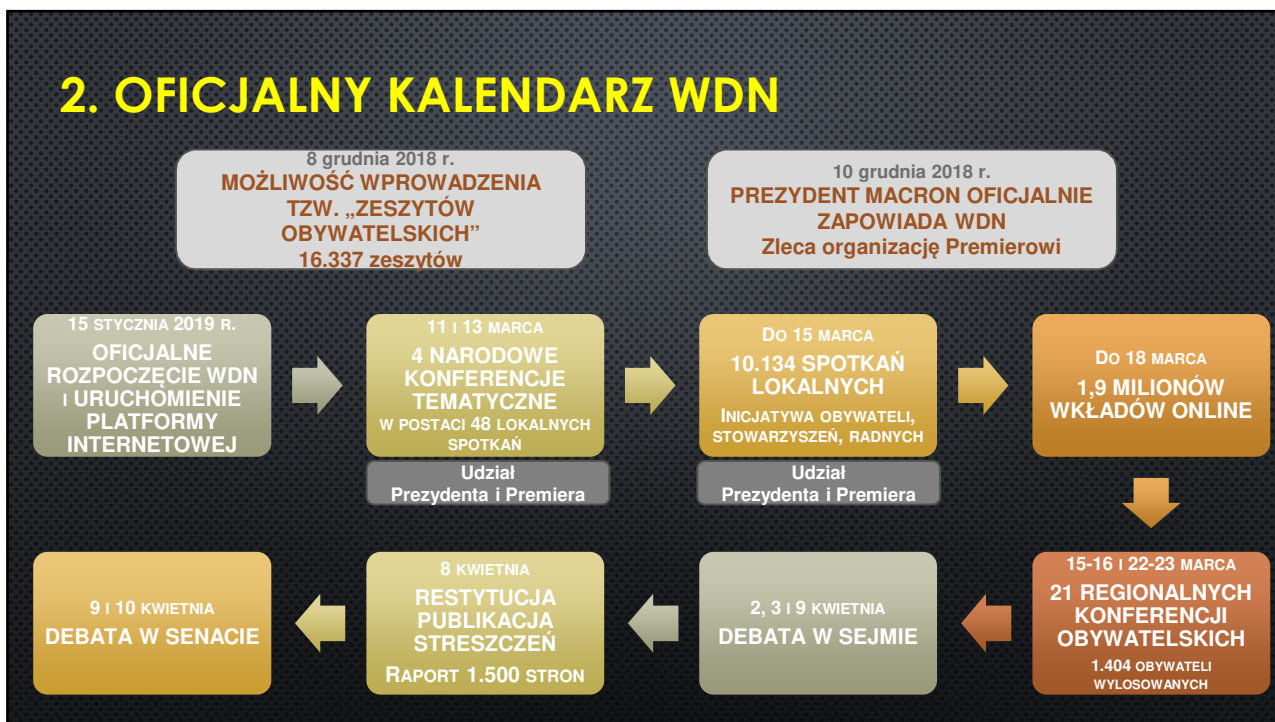 2. OFICJALNY KALENDARZ WDN
8 grudnia 2018 r.
MOŻLIWOŚĆ WPROWADZENIA
TZW. „ZESZYTÓW
OBYWATELSKICH”
16.337 zeszytów
10 grudnia 2018 r.
PREZYDENT MACRON OFICJALNIE
ZAPOWIADA WDN
Zleca organizację Premierowi
15 STYCZNIA 2019 R.
OFICJALNE
ROZPOCZĘCIE WDN
I URUCHOMIENIE
PLATFORMY
INTERNETOWEJ
11 I 13 MARCA
4 NARODOWE
KONFERENCJE
TEMATYCZNE
W POSTACI 48 LOKALNYCH
SPOTKAŃ
Udział
Prezydenta i Premiera
DO 15 MARCA
10.134 SPOTKAŃ
LOKALNYCH
INICJATYWA OBYWATELI,
STOWARZYSZEŃ, RADNYCH
Udział
Prezydenta i Premiera
DO 18 MARCA
1,9 MILIONÓW
WKŁADÓW ONLINE
15-16 I 22-23 MARCA
21 REGIONALNYCH
KONFERENCJI
OBYWATELSKICH
1.404 OBYWATELI
WYLOSOWANYCH
2, 3 I 9 KWIETNIA
DEBATA W SEJMIE
8 KWIETNIA
RESTYTUCJA
PUBLIKACJA
STRESZCZEŃ
RAPORT 1.500 STRON
9 I 10 KWIETNIA
DEBATA W SENACIE